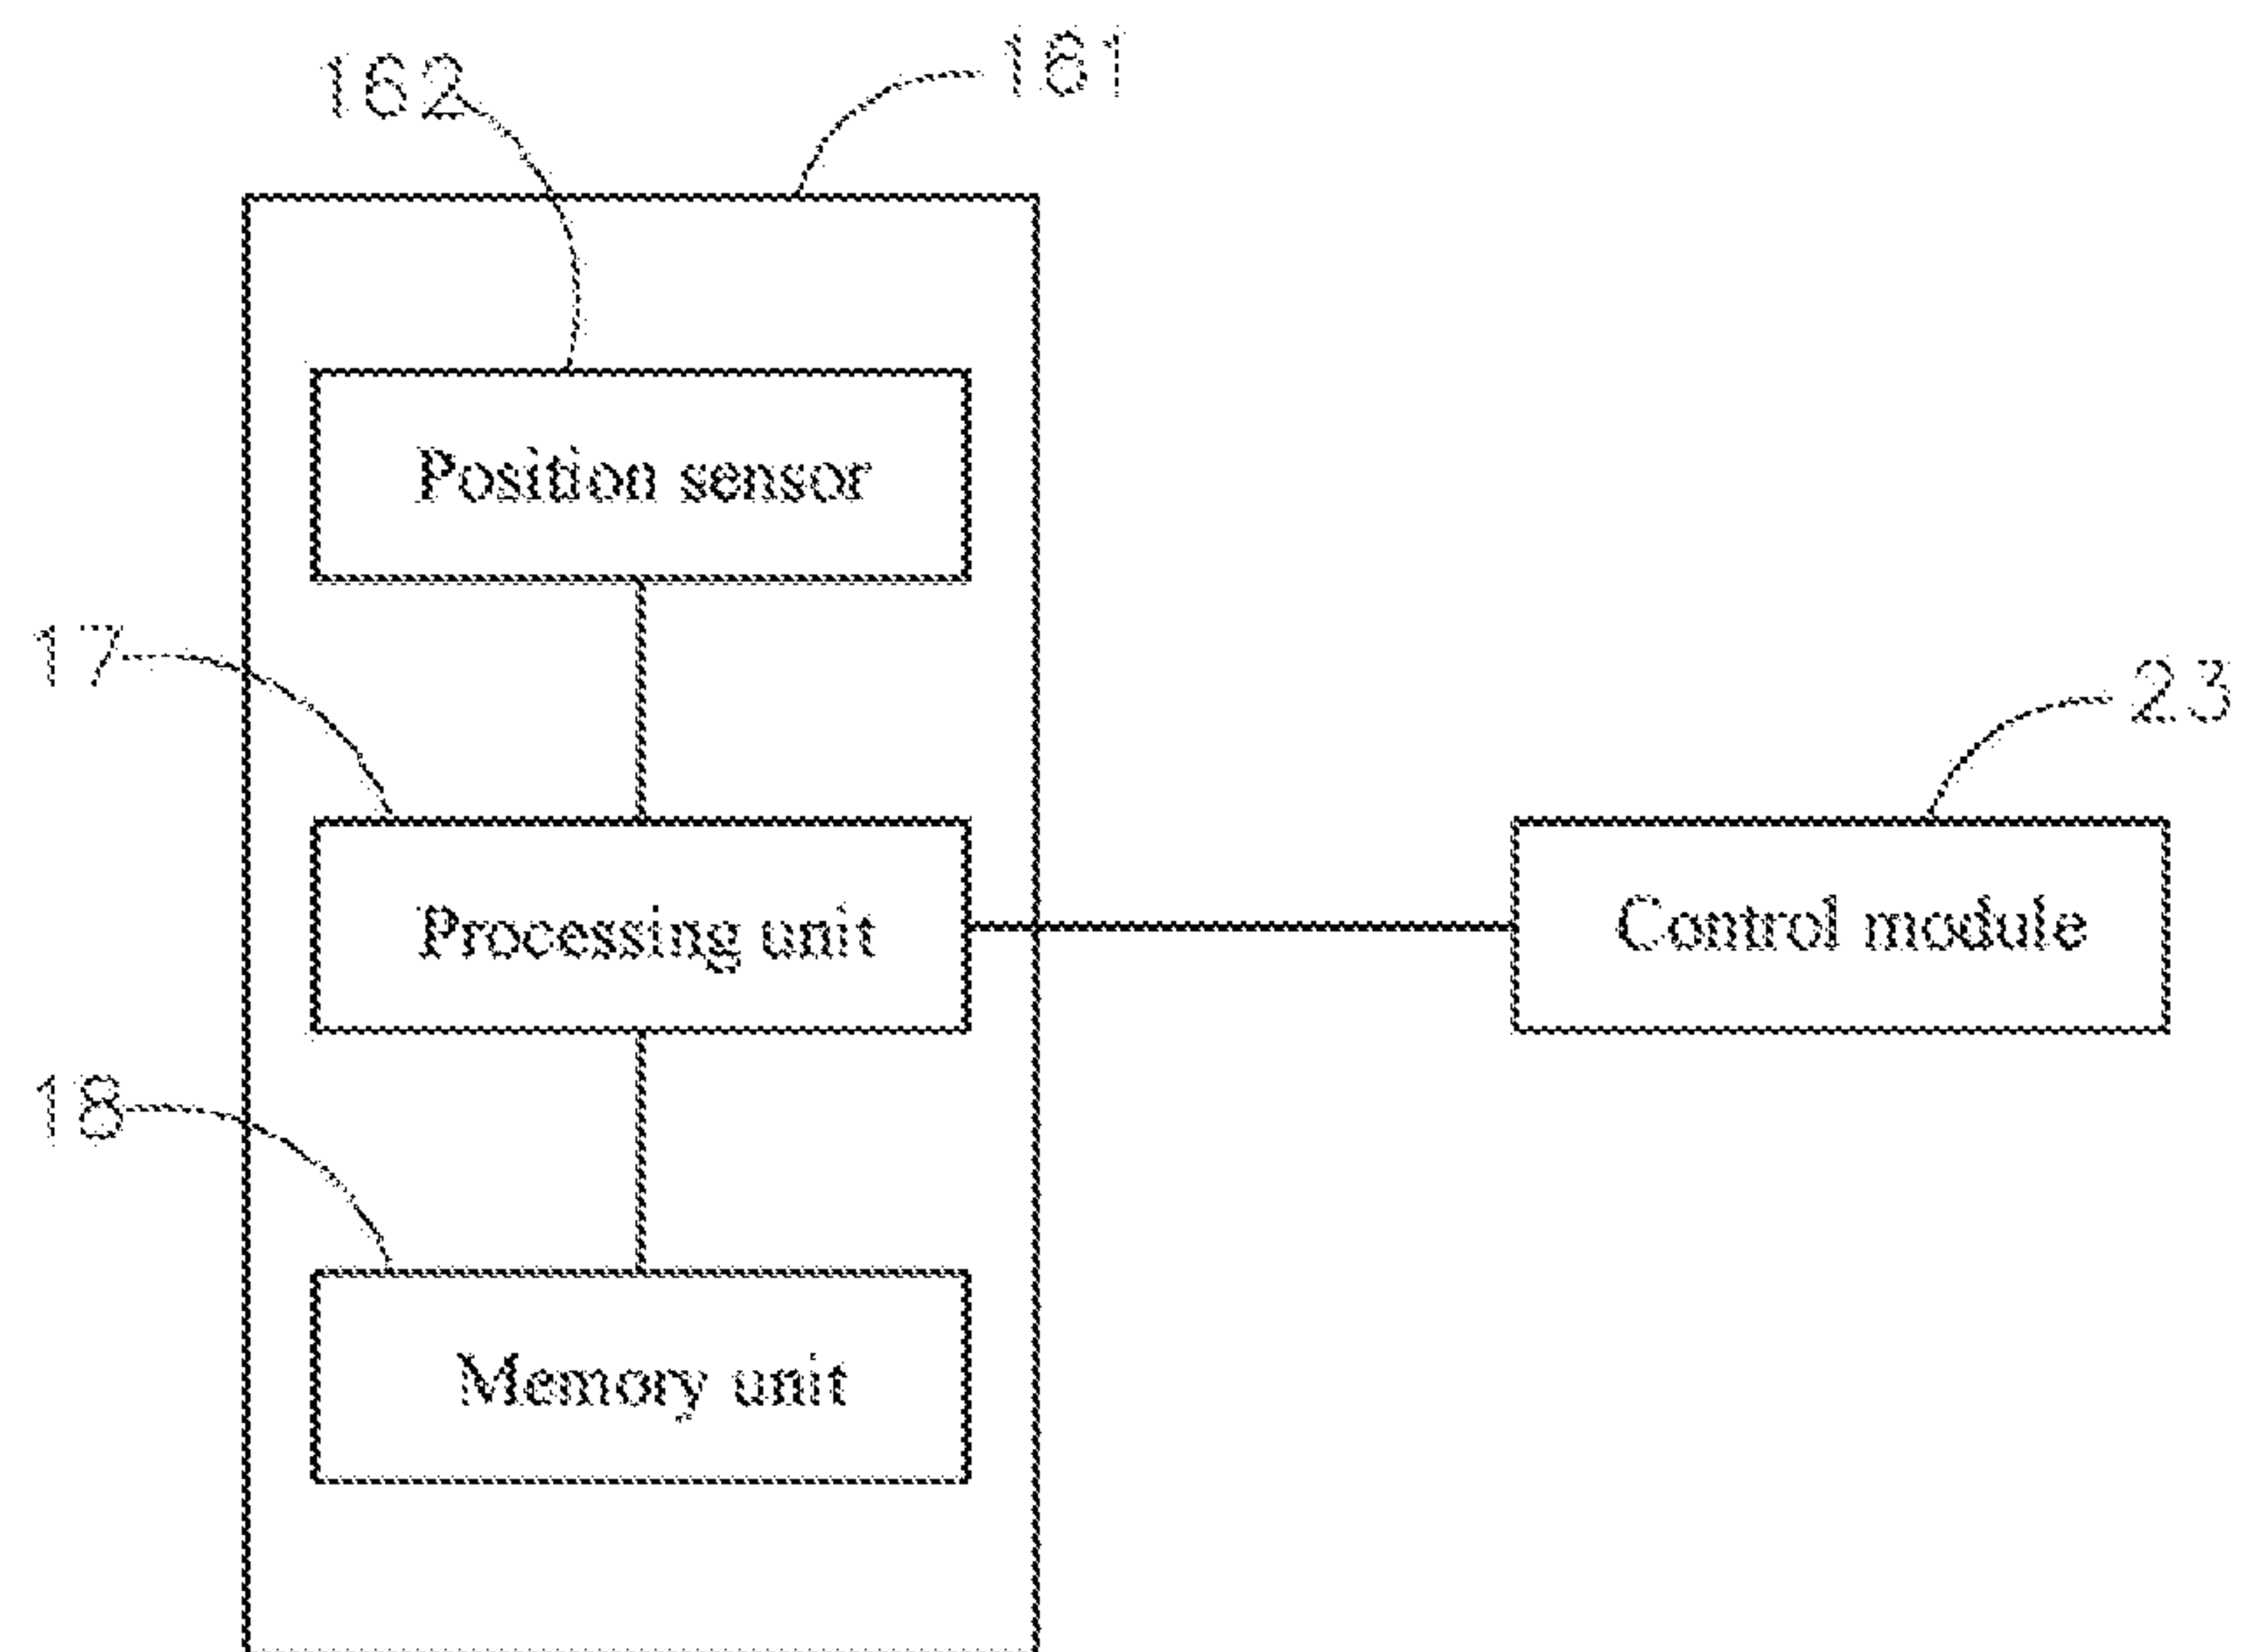 162
161
Position sensor
17
23
Processing unit
Control module
18
Memory unit